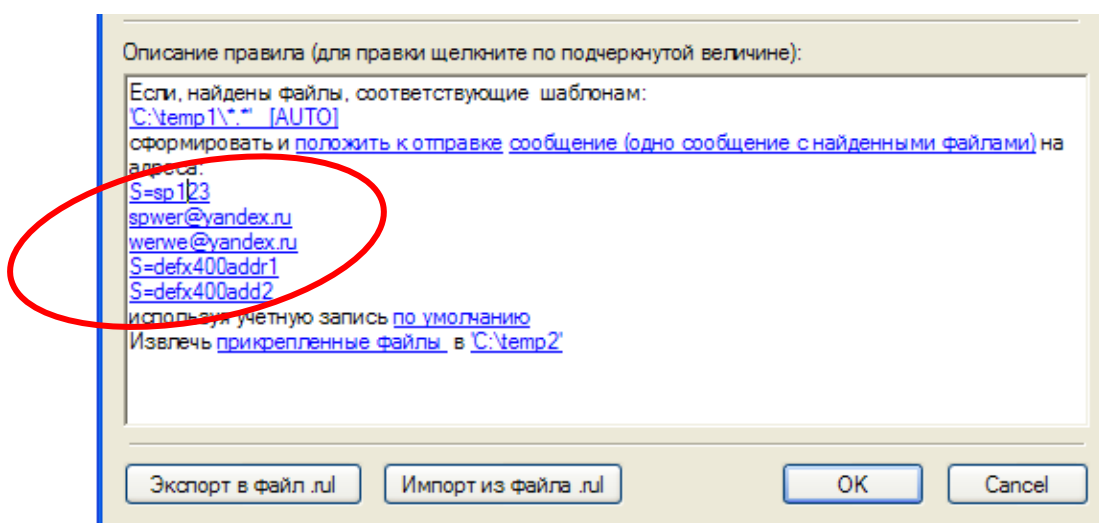 Описание правила (для правки щелкните по подчеркнутой величине):
Если, найдены файлы, соответствующие шаблонам:
'C:\temp1\*.*' [AUTO]
сформировать и положить к отправке сообщение (одно сообщение с найденными файлами) на
адреса:
S=sp123
spwer@yandex.ru
werwe@yandex.ru
S=defx400addr1
S=defx400add2
используя учетную запись по умолчанию
Извлечь прикрепленные файлы в 'C:\temp2'
Экспорт в файл .rul Импорт из файла .rul OK Cancel